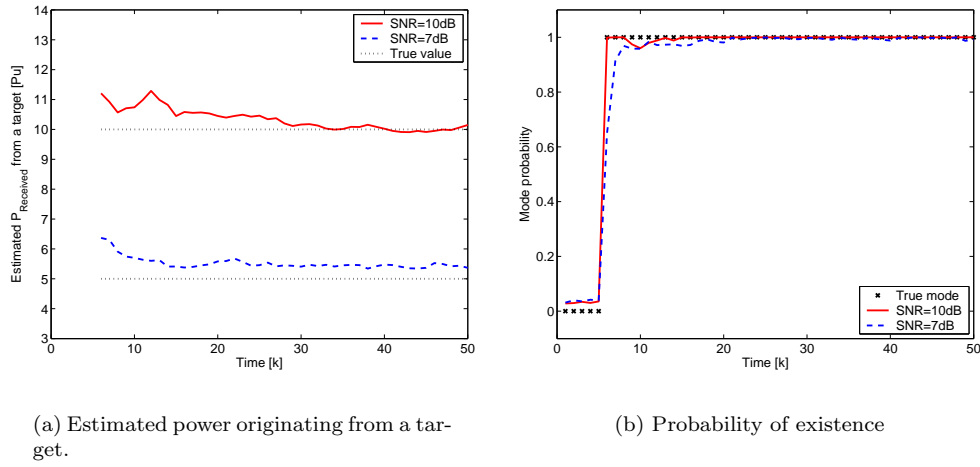 14
13
12
11
10
9
8
7
6
5
4
3
0
10
20
30
40
50
Time [k]
Estimated P_Received from a target [Pu]
SNR=10dB
SNR=7dB
True value
(a) Estimated power originating from a tar-
get.
1
0.8
0.6
0.4
0.2
0
0
10
20
30
40
50
Time [k]
Mode probability
True mode
SNR=10dB
SNR=7dB
(b) Probability of existence